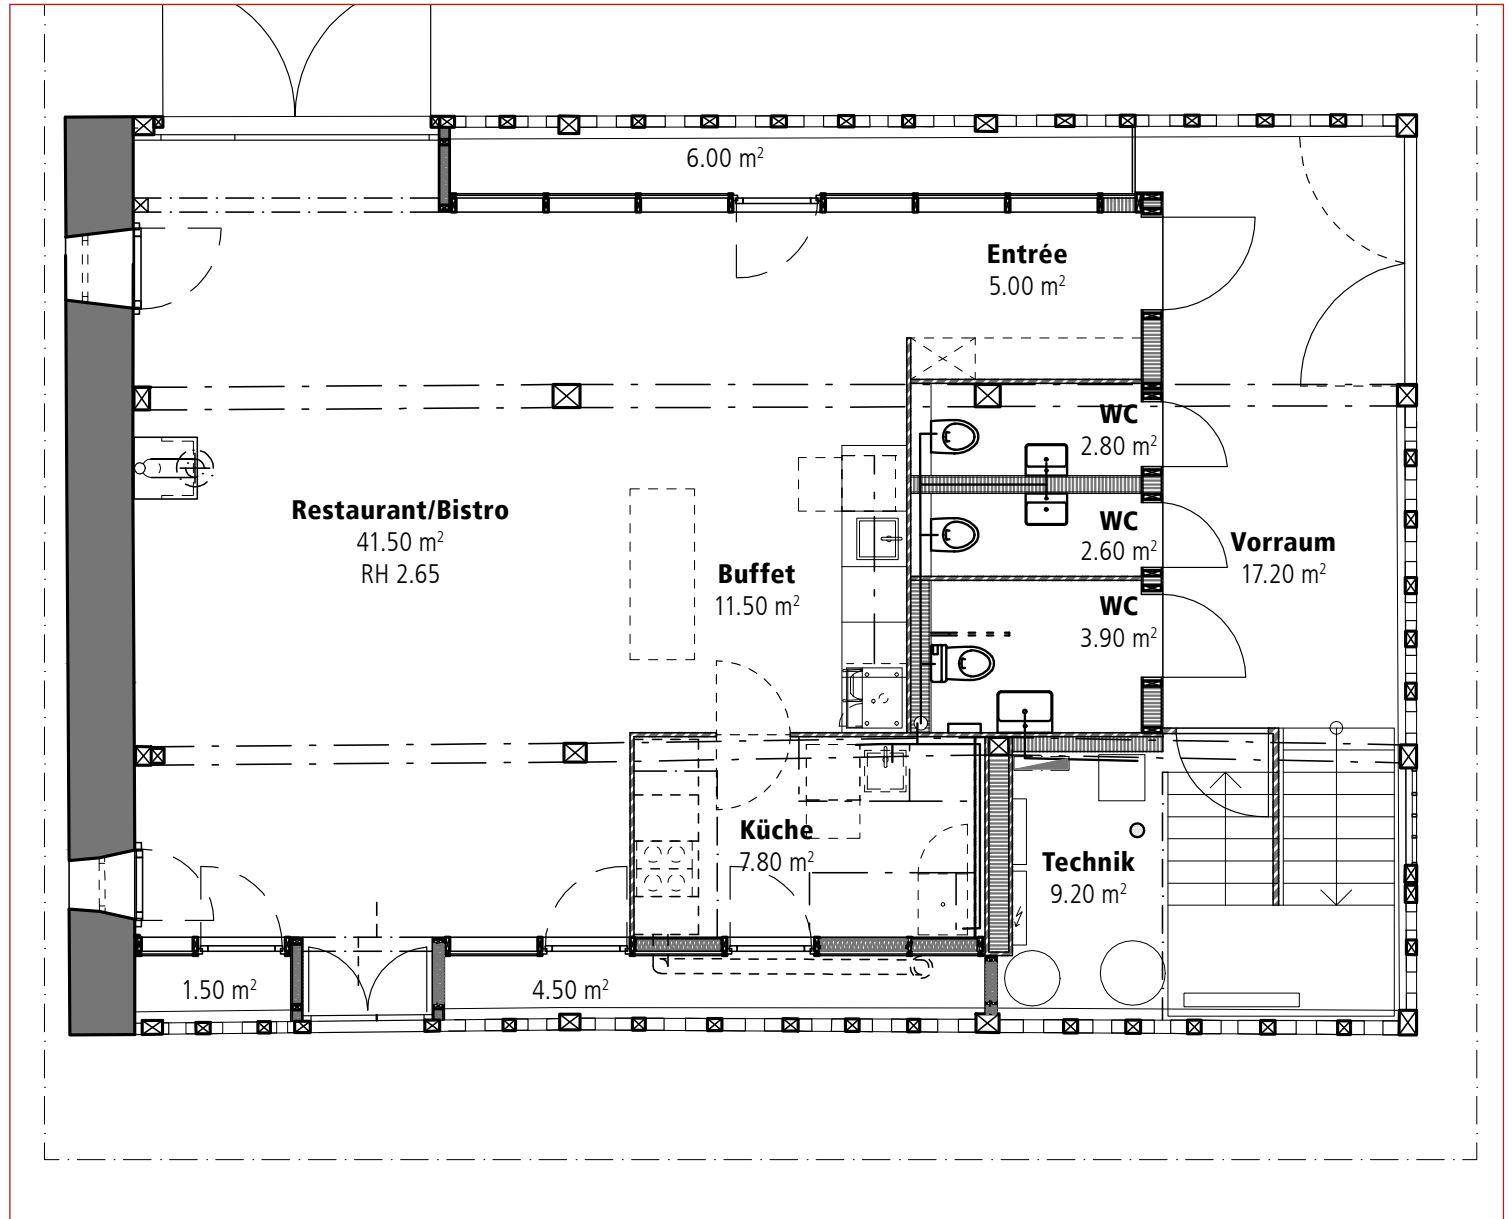 6.00 m²
Entrée
5.00 m²
WC
2.80 m²
Restaurant/Bistro
41.50 m²
RH 2.65
WC
2.60 m²
Vorraum
17.20 m²
Buffet
11.50 m²
WC
3.90 m²
Küche
7.80 m²
Technik
9.20 m²
1.50 m²
4.50 m²